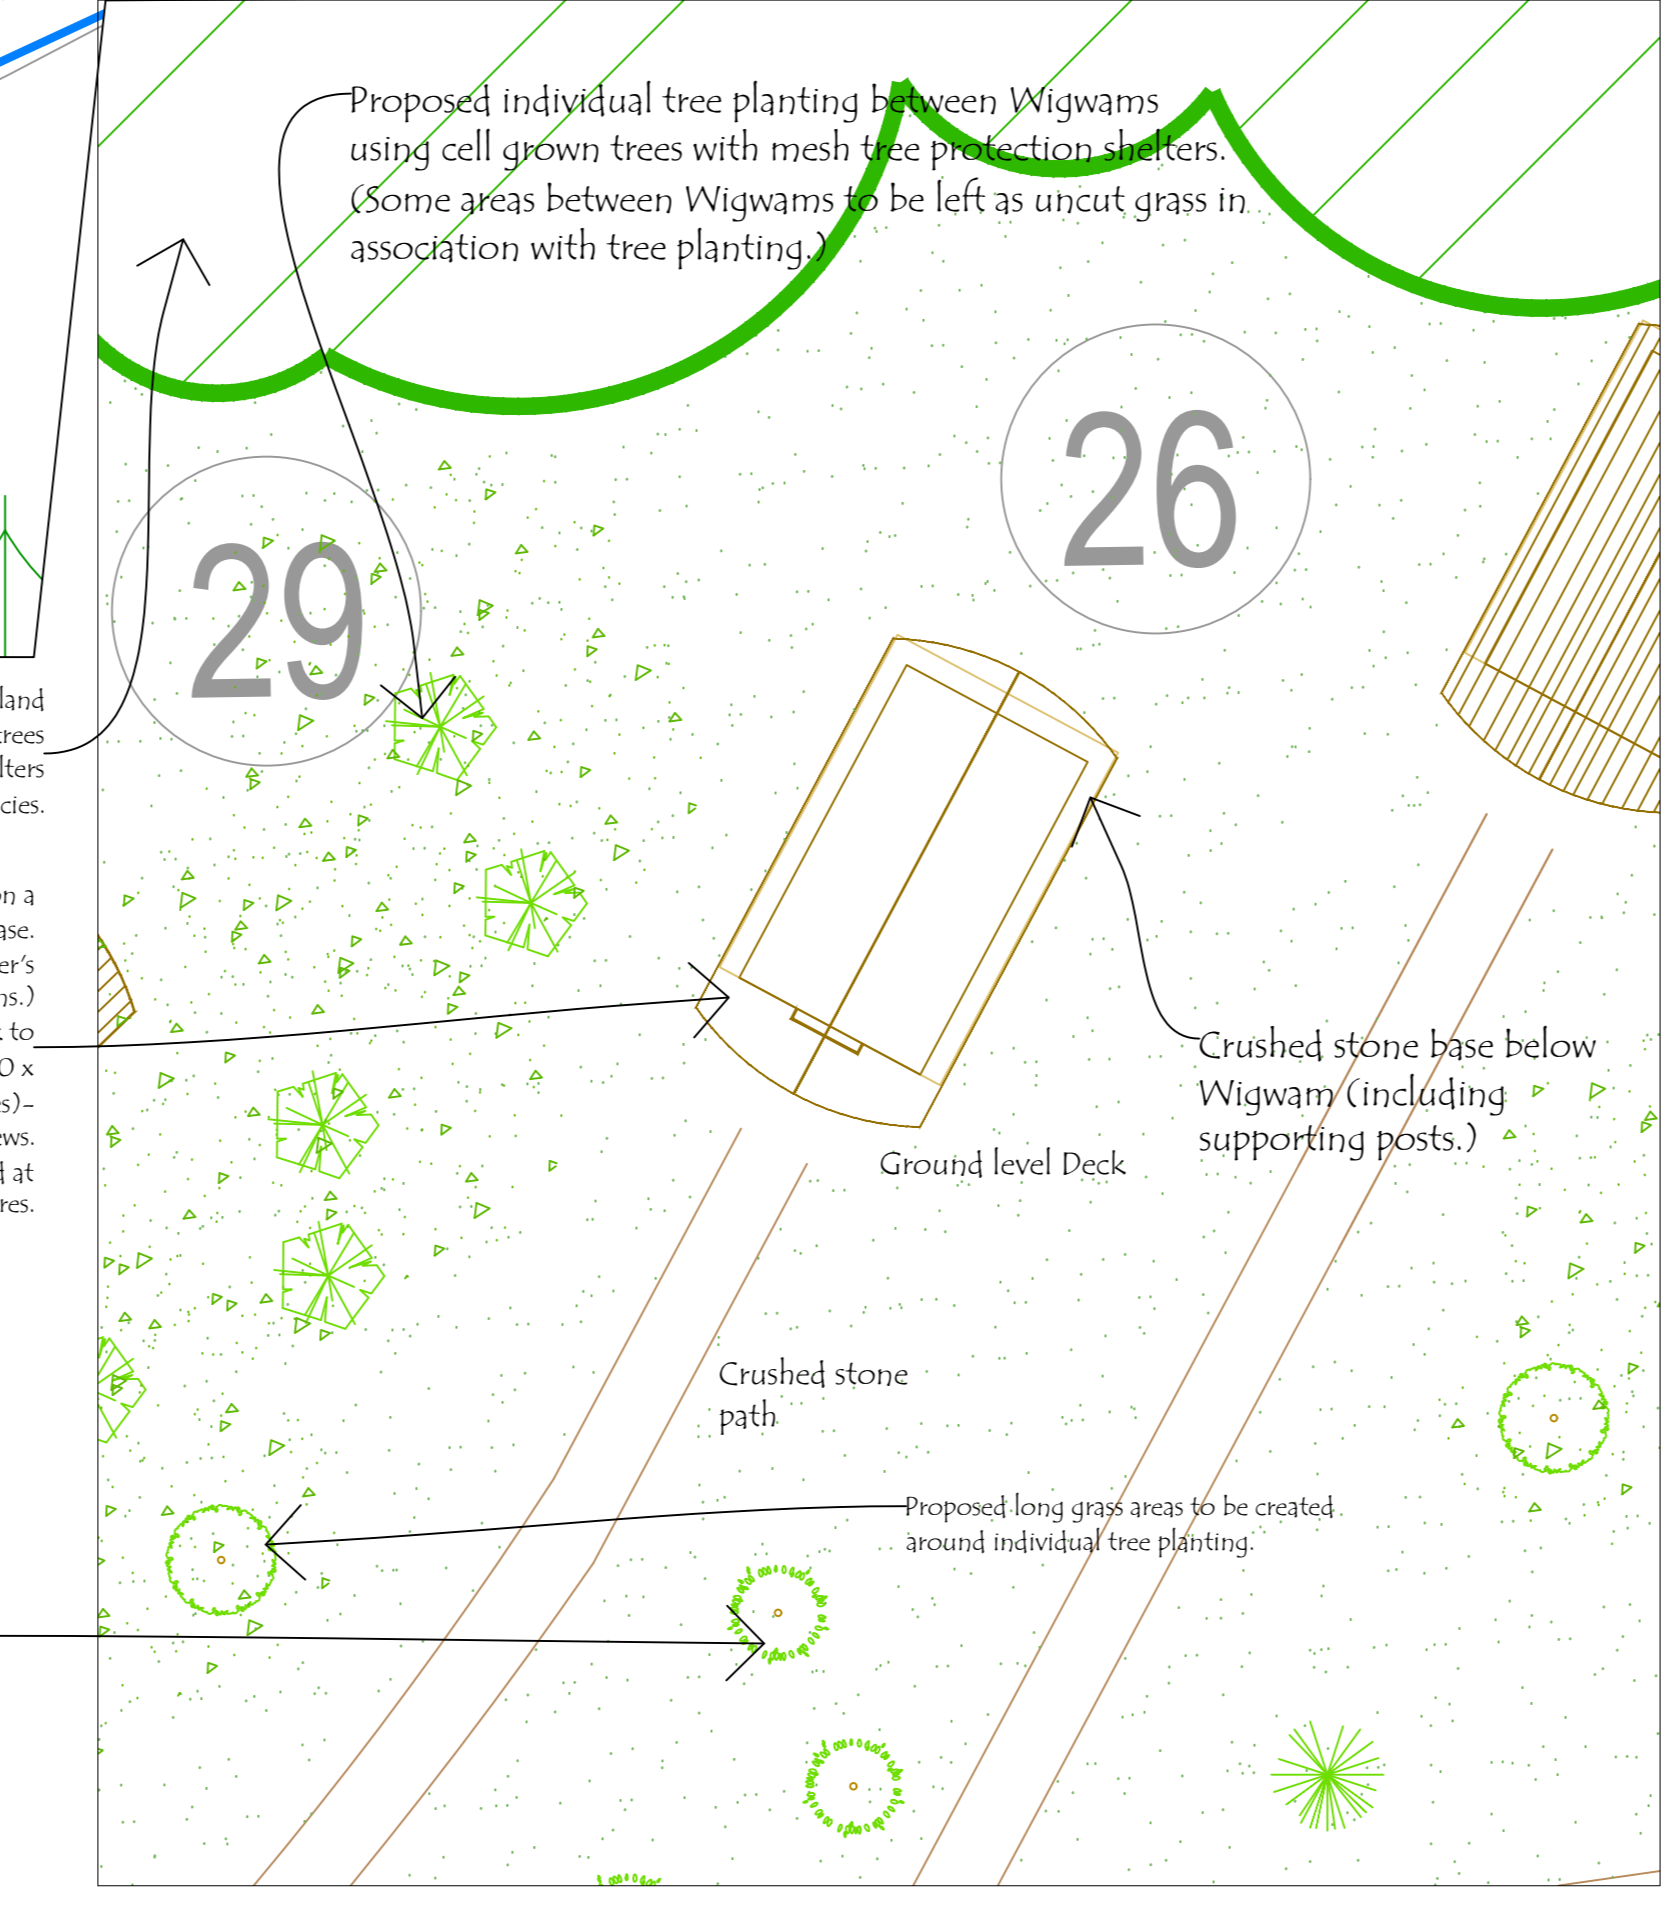 Proposed individual tree planting between Wigwams
using cell grown trees with mesh tree protection shelters.
(Some areas between Wigwams to be left as uncut grass in
association with tree planting.)
26
29
land
trees
lters
cies.
on a
ase.
er's
ns.)
to
0 x
es)-
ews.
d at
res.
Crushed stone base below
Wigwam (including
supporting posts.)
Ground level Deck
Crushed stone
path
Proposed long grass areas to be created
around individual tree planting.